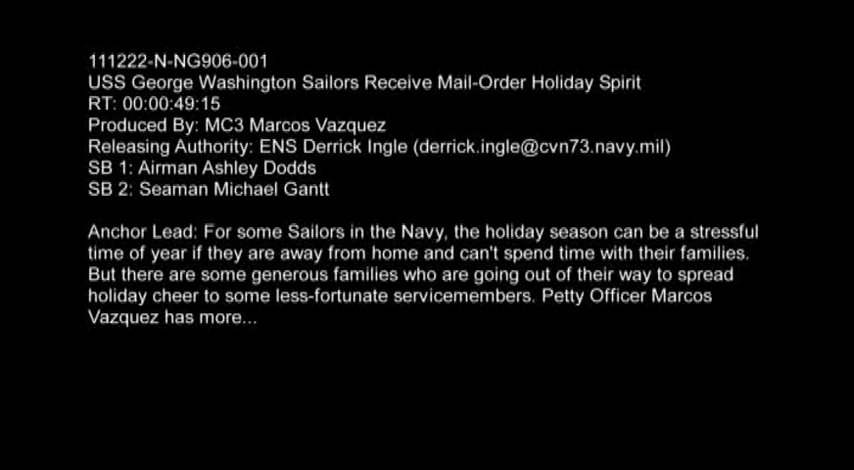 111222-N-NG906-001
USS George Washington Sailors Receive Mail-Order Holiday Spirit
RT: 00:00:49:15
Produced By: MC3 Marcos Vazquez
Releasing Authority: ENS Derrick Ingle (derrick.ingle@cvn73.navy.mil)
SB 1: Airman Ashley Dodds
SB 2: Seaman Michael Gantt
Anchor Lead: For some Sailors in the Navy, the holiday season can be a stressful
time of year if they are away from home and can't spend time with their families.
But there are some generous families who are going out of their way to spread
holiday cheer to some less-fortunate servicemembers. Petty Officer Marcos
Vazquez has more...